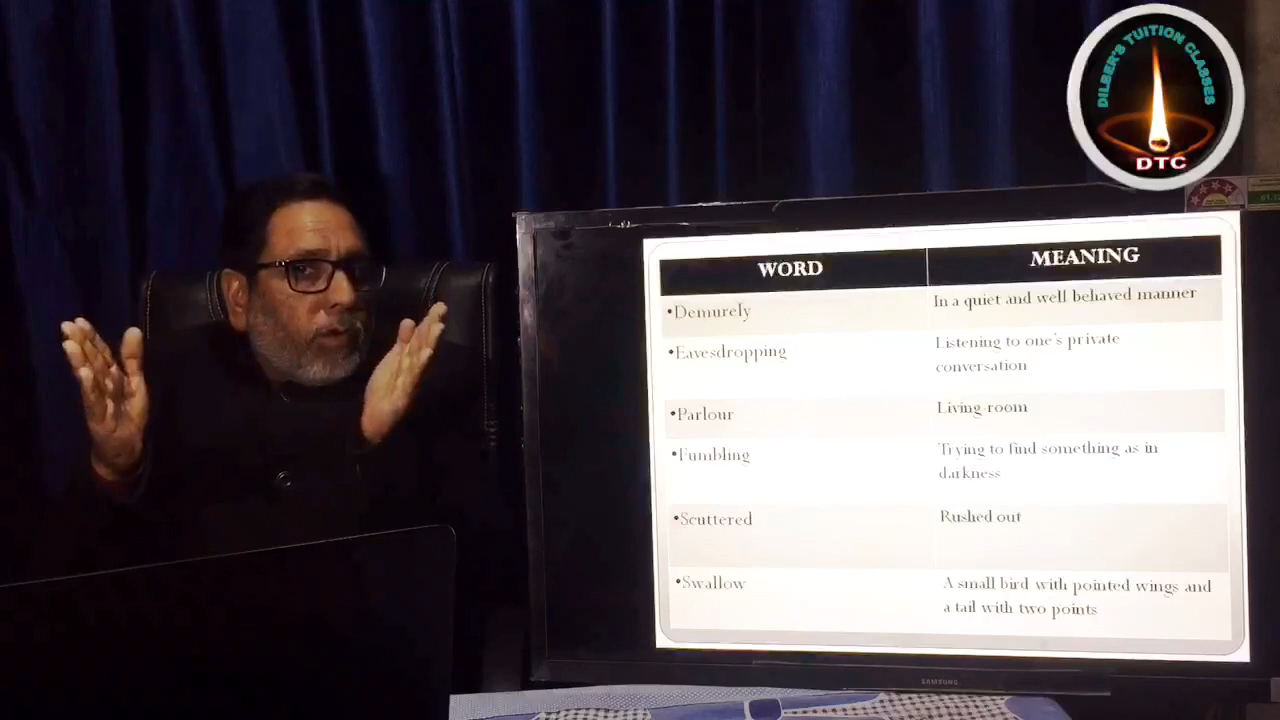 DILBER'S TUITION CLASSES
DTC
WORD MEANING
•Demurely In a quiet and well behaved manner
•Eavesdropping Listening to one's private
conversation
•Parlour Living-room
•Fumbling Trying to find something as in
darkness
•Scuttered Rushed out
•Swallow A small bird with pointed wings and
a tail with two points
SAMSUNG